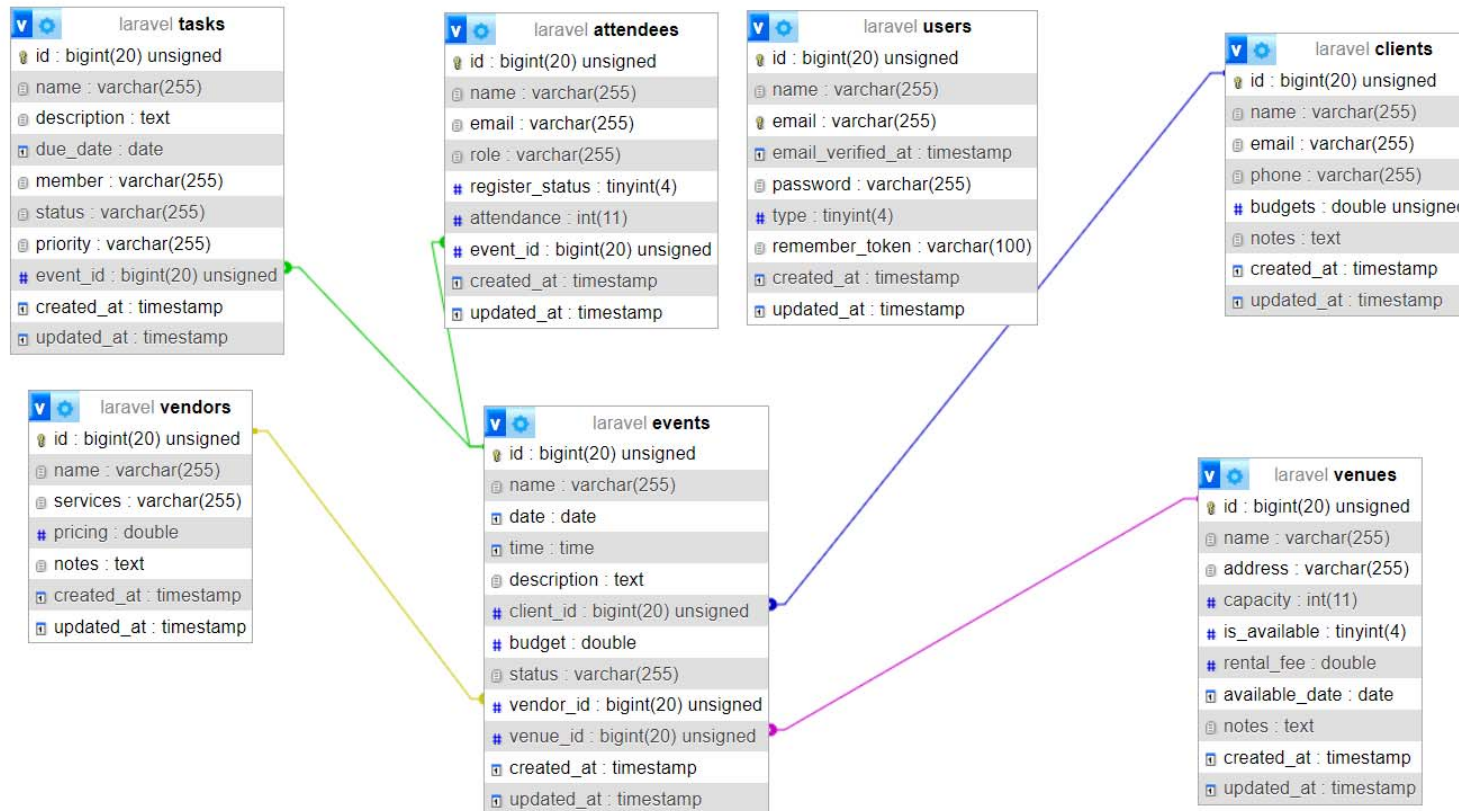 laravel tasks
id : bigint(20) unsigned
name : varchar(255)
description : text
due_date : date
member : varchar(255)
status : varchar(255)
priority : varchar(255)
event_id : bigint(20) unsigned
created_at : timestamp
updated_at : timestamp
laravel attendees
id : bigint(20) unsigned
name : varchar(255)
email : varchar(255)
role : varchar(255)
register_status : tinyint(4)
attendance : int(11)
event_id : bigint(20) unsigned
created_at : timestamp
updated_at : timestamp
laravel users
id : bigint(20) unsigned
name : varchar(255)
email : varchar(255)
email_verified_at : timestamp
password : varchar(255)
type : tinyint(4)
remember_token : varchar(100)
created_at : timestamp
updated_at : timestamp
laravel clients
id : bigint(20) unsigned
name : varchar(255)
email : varchar(255)
phone : varchar(255)
budgets : double unsigned
notes : text
created_at : timestamp
updated_at : timestamp
laravel vendors
id : bigint(20) unsigned
name : varchar(255)
services : varchar(255)
pricing : double
notes : text
created_at : timestamp
updated_at : timestamp
laravel events
id : bigint(20) unsigned
name : varchar(255)
date : date
time : time
description : text
client_id : bigint(20) unsigned
budget : double
status : varchar(255)
vendor_id : bigint(20) unsigned
venue_id : bigint(20) unsigned
created_at : timestamp
updated_at : timestamp
laravel venues
id : bigint(20) unsigned
name : varchar(255)
address : varchar(255)
capacity : int(11)
is_available : tinyint(4)
rental_fee : double
available_date : date
notes : text
created_at : timestamp
updated_at : timestamp